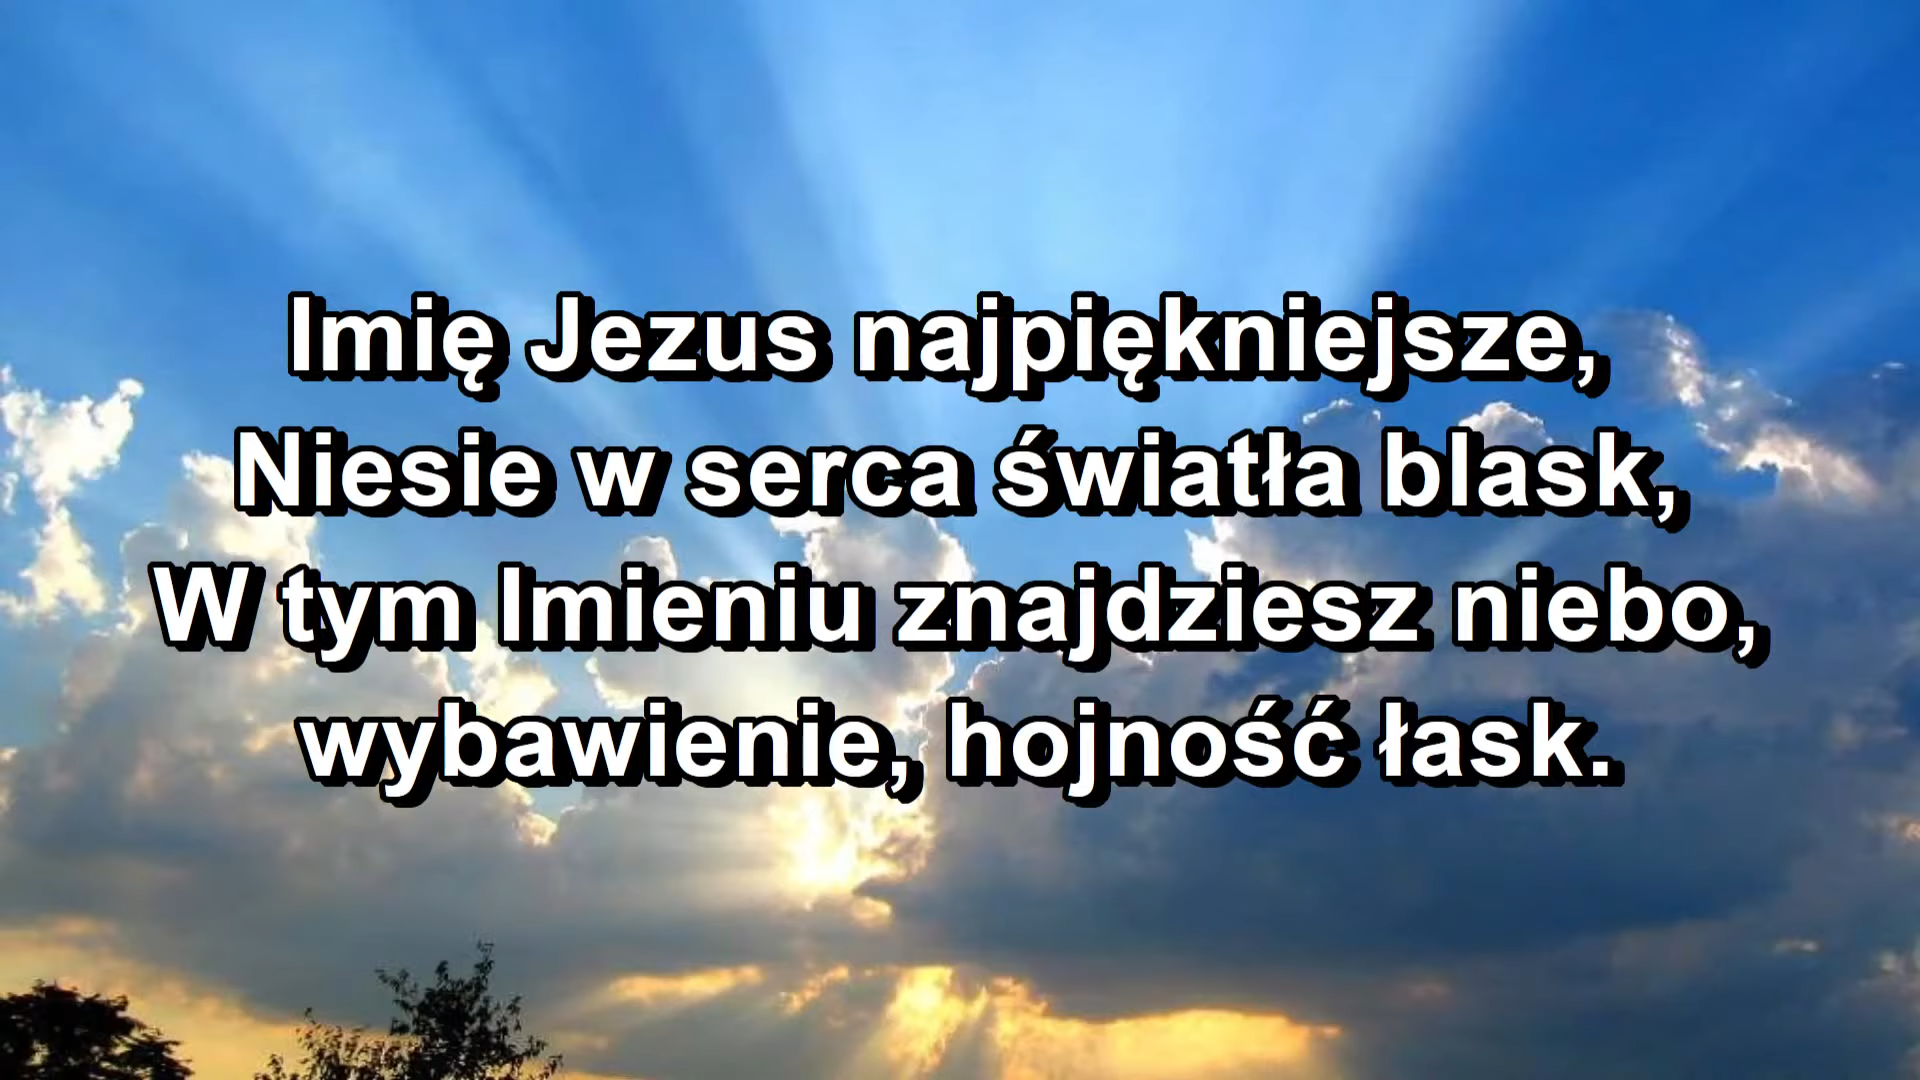 Imię Jezus najpiękniejsze,
Niesie w serca światła blask,
W tym Imieniu znajdziesz niebo,
wybawienie, hojność łask.